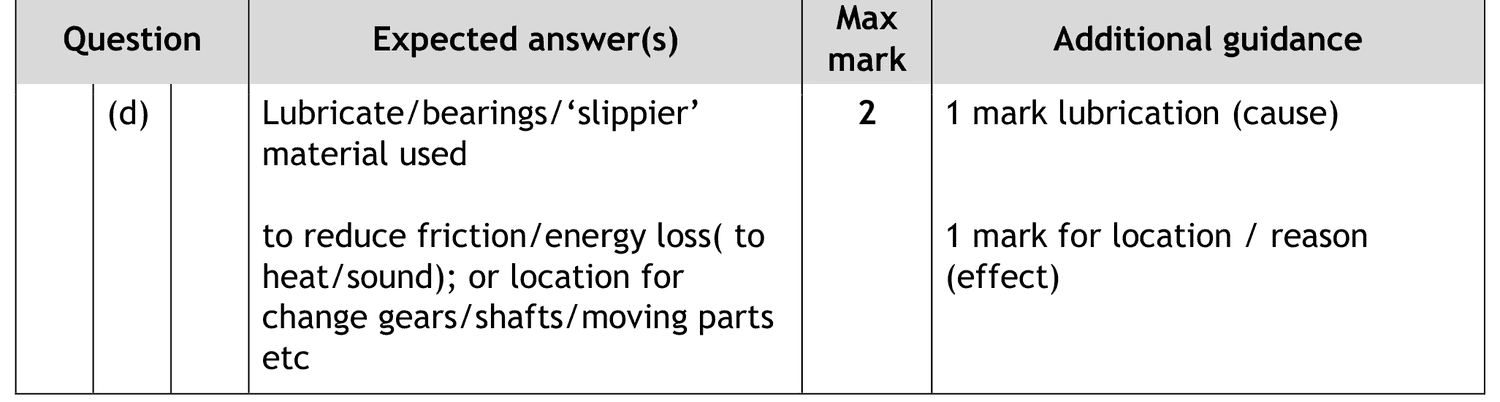 Question Expected answer(s) Max mark Additional guidance
(d) Lubricate/bearings/‘slippier’ 2 1 mark lubrication (cause)
material used
to reduce friction/energy loss( to 1 mark for location / reason
heat/sound); or location for (effect)
change gears/shafts/moving parts
etc